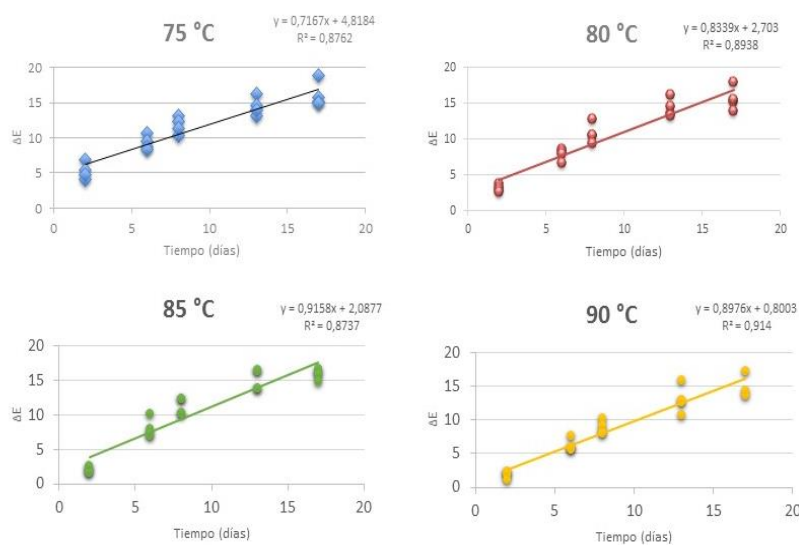 75 °C
y = 0,7167x + 4,8184
R² = 0,8762
20
15
10
5
0
ΔE
0 5 10 15 20
Tiempo (días)
80 °C
y = 0,8339x + 2,703
R² = 0,8938
20
15
10
5
0
ΔE
0 5 10 15 20
Tiempo (días)
85 °C
y = 0,9158x + 2,0877
R² = 0,8737
20
15
10
5
0
ΔE
0 5 10 15 20
Tiempo (días)
90 °C
y = 0,8976x + 0,8003
R² = 0,914
20
15
10
5
0
ΔE
0 5 10 15 20
Tiempo (días)